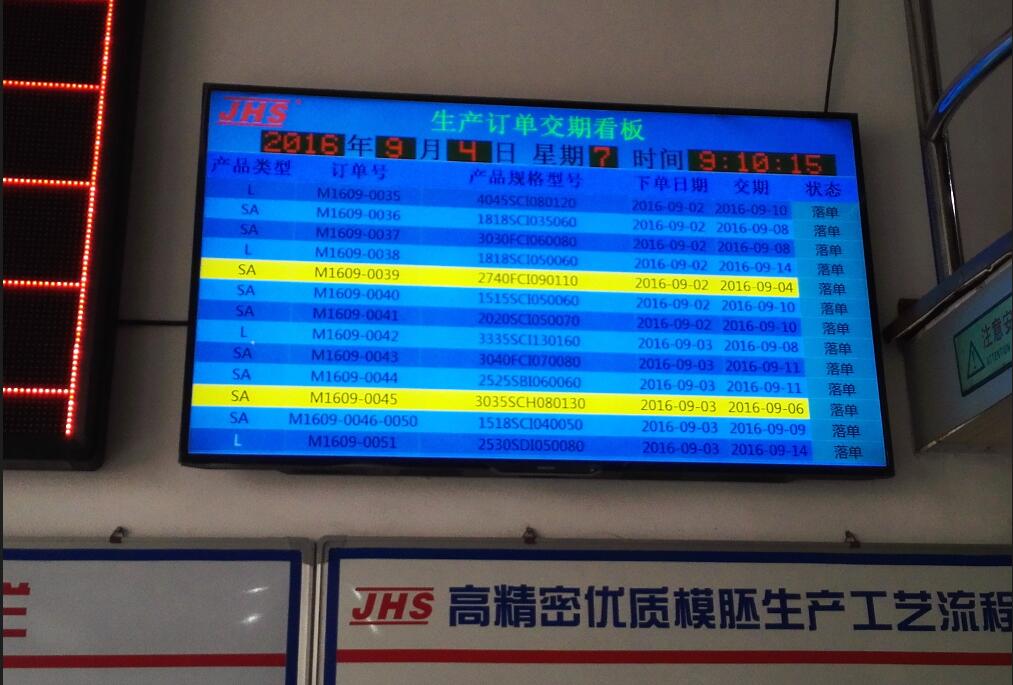 JHS
生产订单交期看板
2016年9月4日 星期7 时间9:10:15
产品类型 订单号 产品规格型号 下单日期 交期 状态
L M1609-0035 4045SCI080120 2016-09-02 2016-09-10 落单
SA M1609-0036 1818SCI035060 2016-09-02 2016-09-08 落单
SA M1609-0037 3030FCI060080 2016-09-02 2016-09-08 落单
L M1609-0038 1818SCI050060 2016-09-02 2016-09-14 落单
SA M1609-0039 2740FCI090110 2016-09-02 2016-09-04 落单
SA M1609-0040 1515SCI050060 2016-09-02 2016-09-10 落单
SA M1609-0041 2020SCI050070 2016-09-02 2016-09-10 落单
L M1609-0042 3335SCI130160 2016-09-03 2016-09-08 落单
SA M1609-0043 3040FCI070080 2016-09-03 2016-09-11 落单
SA M1609-0044 2525SBI060060 2016-09-03 2016-09-11 落单
SA M1609-0045 3035SCH080130 2016-09-03 2016-09-06 落单
SA M1609-0046-0050 1518SCI040050 2016-09-03 2016-09-09 落单
L M1609-0051 2530SDI050080 2016-09-03 2016-09-14 落单
注意安
ATTENTION
JHS 高精密优质模胚生产工艺流程